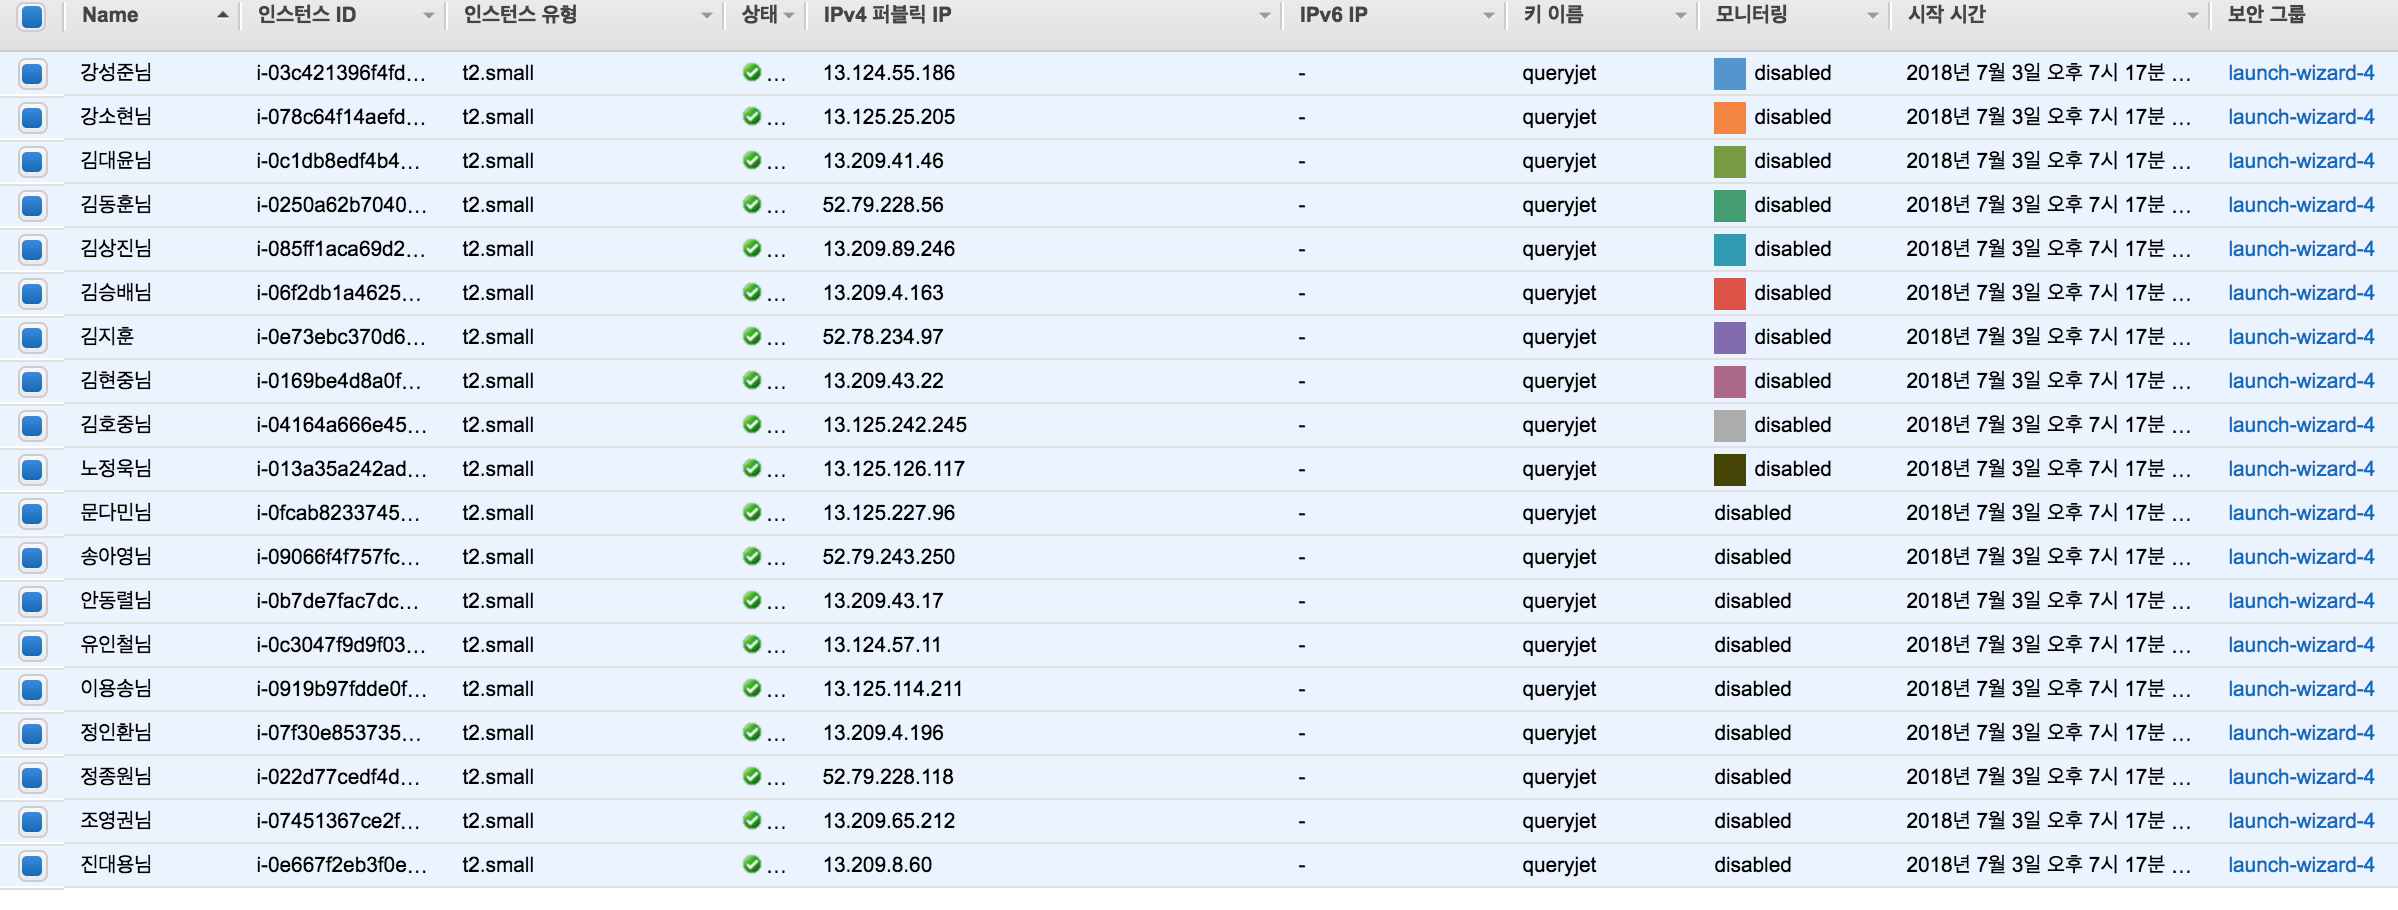 Name 인스턴스 ID 인스턴스 유형 상태 IPv4 퍼블릭 IP IPv6 IP 키 이름 모니터링 시작 시간 보안 그룹
강성준님 i-03c421396f4fd... t2.small ... 13.124.55.186 - queryjet disabled 2018년 7월 3일 오후 7시 17분 ... launch-wizard-4
강소현님 i-078c64f14aefd... t2.small ... 13.125.25.205 - queryjet disabled 2018년 7월 3일 오후 7시 17분 ... launch-wizard-4
김대윤님 i-0c1db8edf4b4... t2.small ... 13.209.41.46 - queryjet disabled 2018년 7월 3일 오후 7시 17분 ... launch-wizard-4
김동훈님 i-0250a62b7040... t2.small ... 52.79.228.56 - queryjet disabled 2018년 7월 3일 오후 7시 17분 ... launch-wizard-4
김상진님 i-085ff1aca69d2... t2.small ... 13.209.89.246 - queryjet disabled 2018년 7월 3일 오후 7시 17분 ... launch-wizard-4
김승배님 i-06f2db1a4625... t2.small ... 13.209.4.163 - queryjet disabled 2018년 7월 3일 오후 7시 17분 ... launch-wizard-4
김지훈 i-0e73ebc370d6... t2.small ... 52.78.234.97 - queryjet disabled 2018년 7월 3일 오후 7시 17분 ... launch-wizard-4
김현중님 i-0169be4d8a0f... t2.small ... 13.209.43.22 - queryjet disabled 2018년 7월 3일 오후 7시 17분 ... launch-wizard-4
김호중님 i-04164a666e45... t2.small ... 13.125.242.245 - queryjet disabled 2018년 7월 3일 오후 7시 17분 ... launch-wizard-4
노정욱님 i-013a35a242ad... t2.small ... 13.125.126.117 - queryjet disabled 2018년 7월 3일 오후 7시 17분 ... launch-wizard-4
문다민님 i-0fcab8233745... t2.small ... 13.125.227.96 - queryjet disabled 2018년 7월 3일 오후 7시 17분 ... launch-wizard-4
송아영님 i-09066f4f757fc... t2.small ... 52.79.243.250 - queryjet disabled 2018년 7월 3일 오후 7시 17분 ... launch-wizard-4
안동렬님 i-0b7de7fac7dc... t2.small ... 13.209.43.17 - queryjet disabled 2018년 7월 3일 오후 7시 17분 ... launch-wizard-4
유인철님 i-0c3047f9d9f03... t2.small ... 13.124.57.11 - queryjet disabled 2018년 7월 3일 오후 7시 17분 ... launch-wizard-4
이용송님 i-0919b97fdde0f... t2.small ... 13.125.114.211 - queryjet disabled 2018년 7월 3일 오후 7시 17분 ... launch-wizard-4
정인환님 i-07f30e853735... t2.small ... 13.209.4.196 - queryjet disabled 2018년 7월 3일 오후 7시 17분 ... launch-wizard-4
정종원님 i-022d77cedf4d... t2.small ... 52.79.228.118 - queryjet disabled 2018년 7월 3일 오후 7시 17분 ... launch-wizard-4
조영권님 i-07451367ce2f... t2.small ... 13.209.65.212 - queryjet disabled 2018년 7월 3일 오후 7시 17분 ... launch-wizard-4
진대용님 i-0e667f2eb3f0e... t2.small ... 13.209.8.60 - queryjet disabled 2018년 7월 3일 오후 7시 17분 ... launch-wizard-4